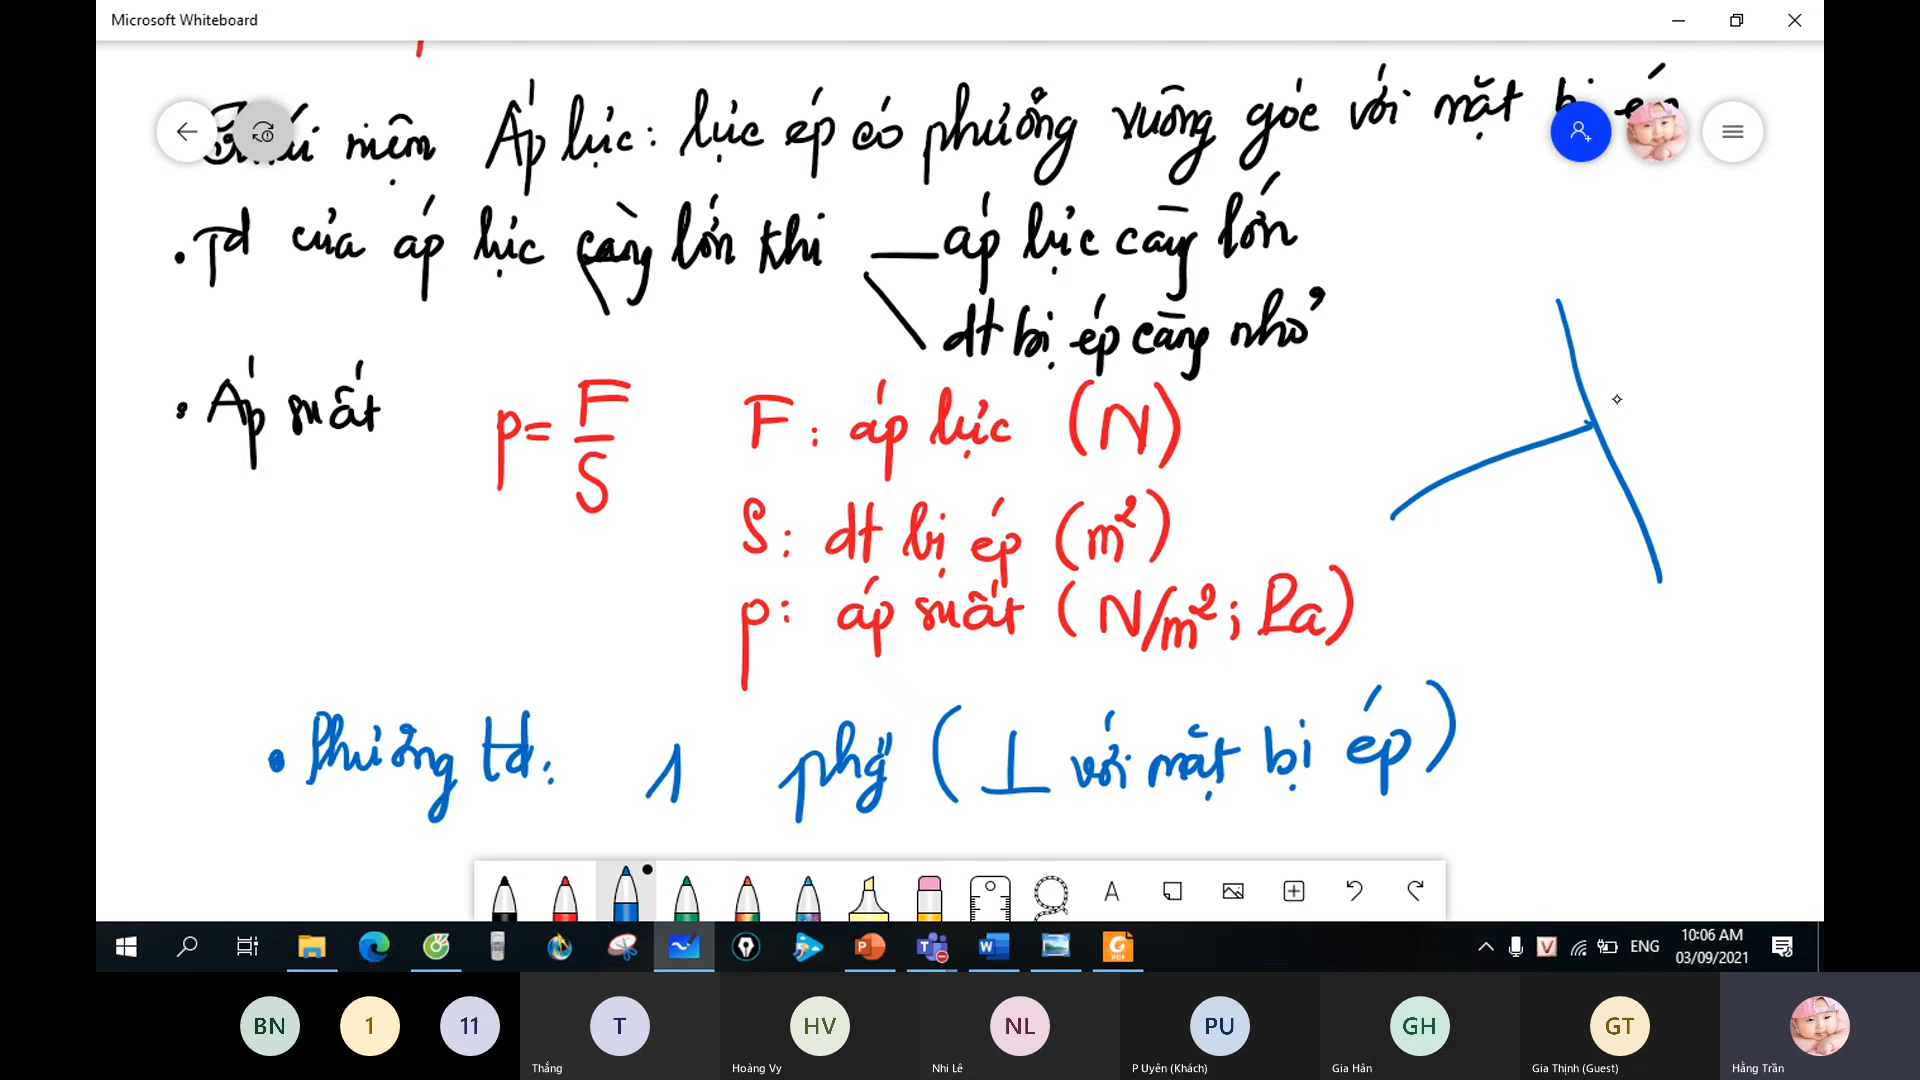 Microsoft Whiteboard
niệm Áp lực: lực ép có phương vuông góc với mặt bị ép
• Td của áp lực càng lớn khi áp lực càng lớn
dt bị ép càng nhỏ
• Áp suất p = F/S F: áp lực (N)
S: dt bị ép (m²)
p: áp suất (N/m²; Pa)
• Phương td: 1 phg (⊥ với mặt bị ép)
A
ENG
10:06 AM
03/09/2021
BN 1 11 T HV NL PU GH GT
Thắng Hoàng Vy Nhi Lê P Uyên (Khách) Gia Hân Gia Thịnh (Guest) Hằng Trần